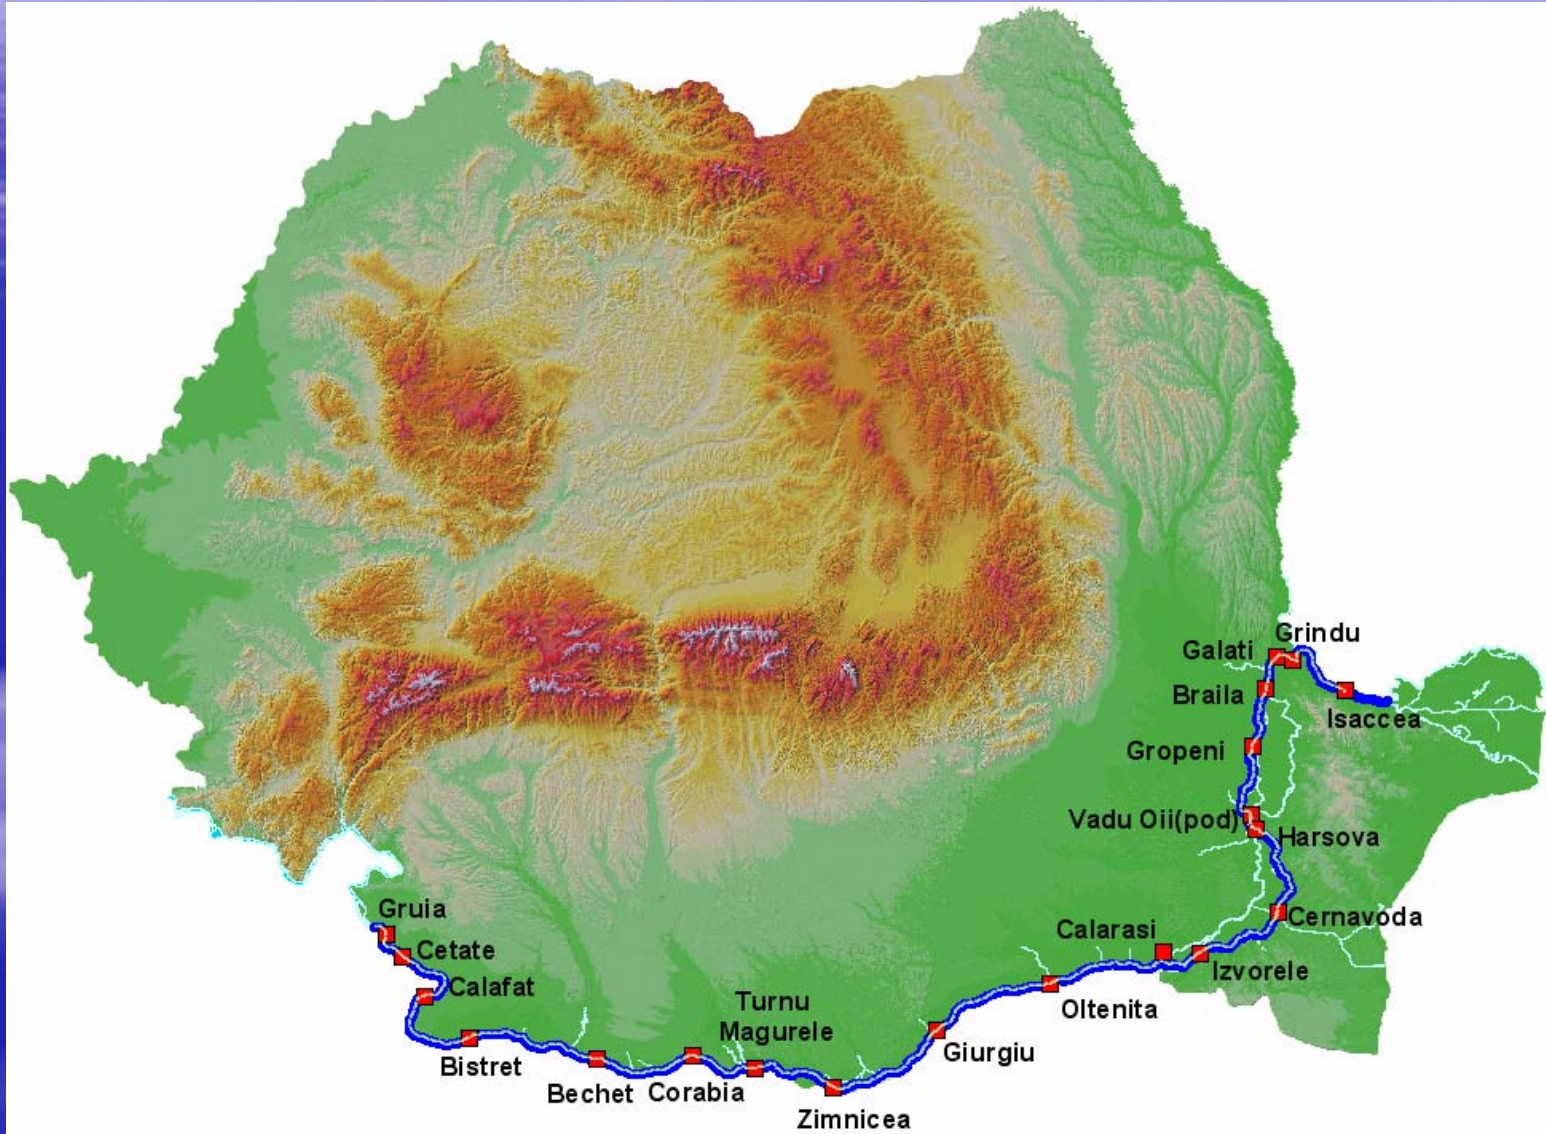 Grindu
Galati
Braila
Isaccea
Gropeni
Vadu Oii(pod)
Harsova
Gruia
Cernavoda
Calarasi
Cetate
Izvorele
Calafat
Turnu
Magurele
Oltenita
Giurgiu
Bistret
Bechet
Corabia
Zimnicea